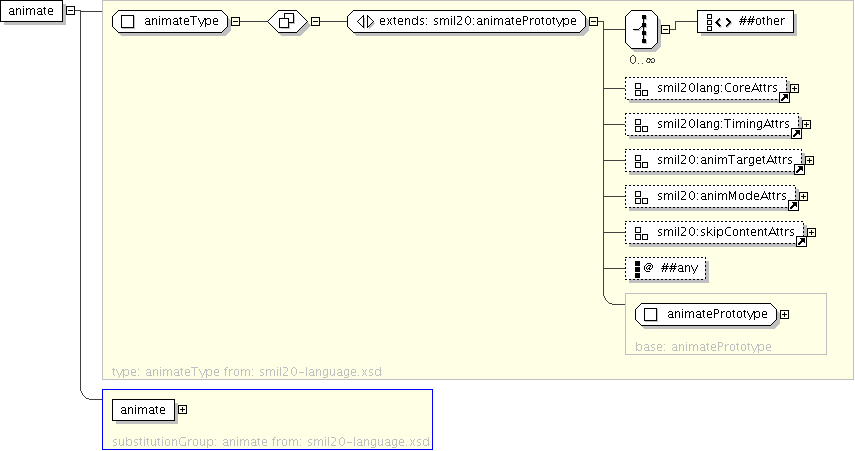 animate
animateType
extends: smil20:animatePrototype
##other
0..∞
smil20lang:CoreAttrs
smil20lang:TimingAttrs
smil20:animTargetAttrs
smil20:animModeAttrs
smil20:skipContentAttrs
@ ##any
animatePrototype
base: animatePrototype
type: animateType from: smil20-language.xsd
animate
substitutionGroup: animate from: smil20-language.xsd